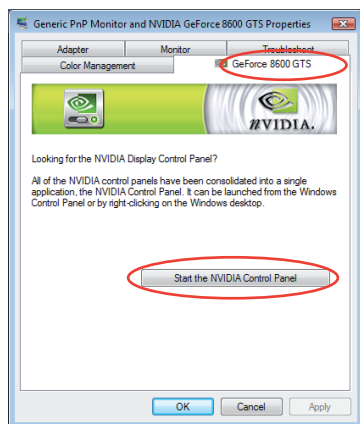 Generic PnP Monitor and NVIDIA GeForce 8600 GTS Properties
Adapter Monitor Troubleshoot
Color Management GeForce 8600 GTS
NVIDIA.
Looking for the NVIDIA Display Control Panel?
All of the NVIDIA control panels have been consolidated into a single
application, the NVIDIA Control Panel. It can be launched from the Windows
Control Panel or by right-clicking on the Windows desktop.
Start the NVIDIA Control Panel
OK Cancel Apply